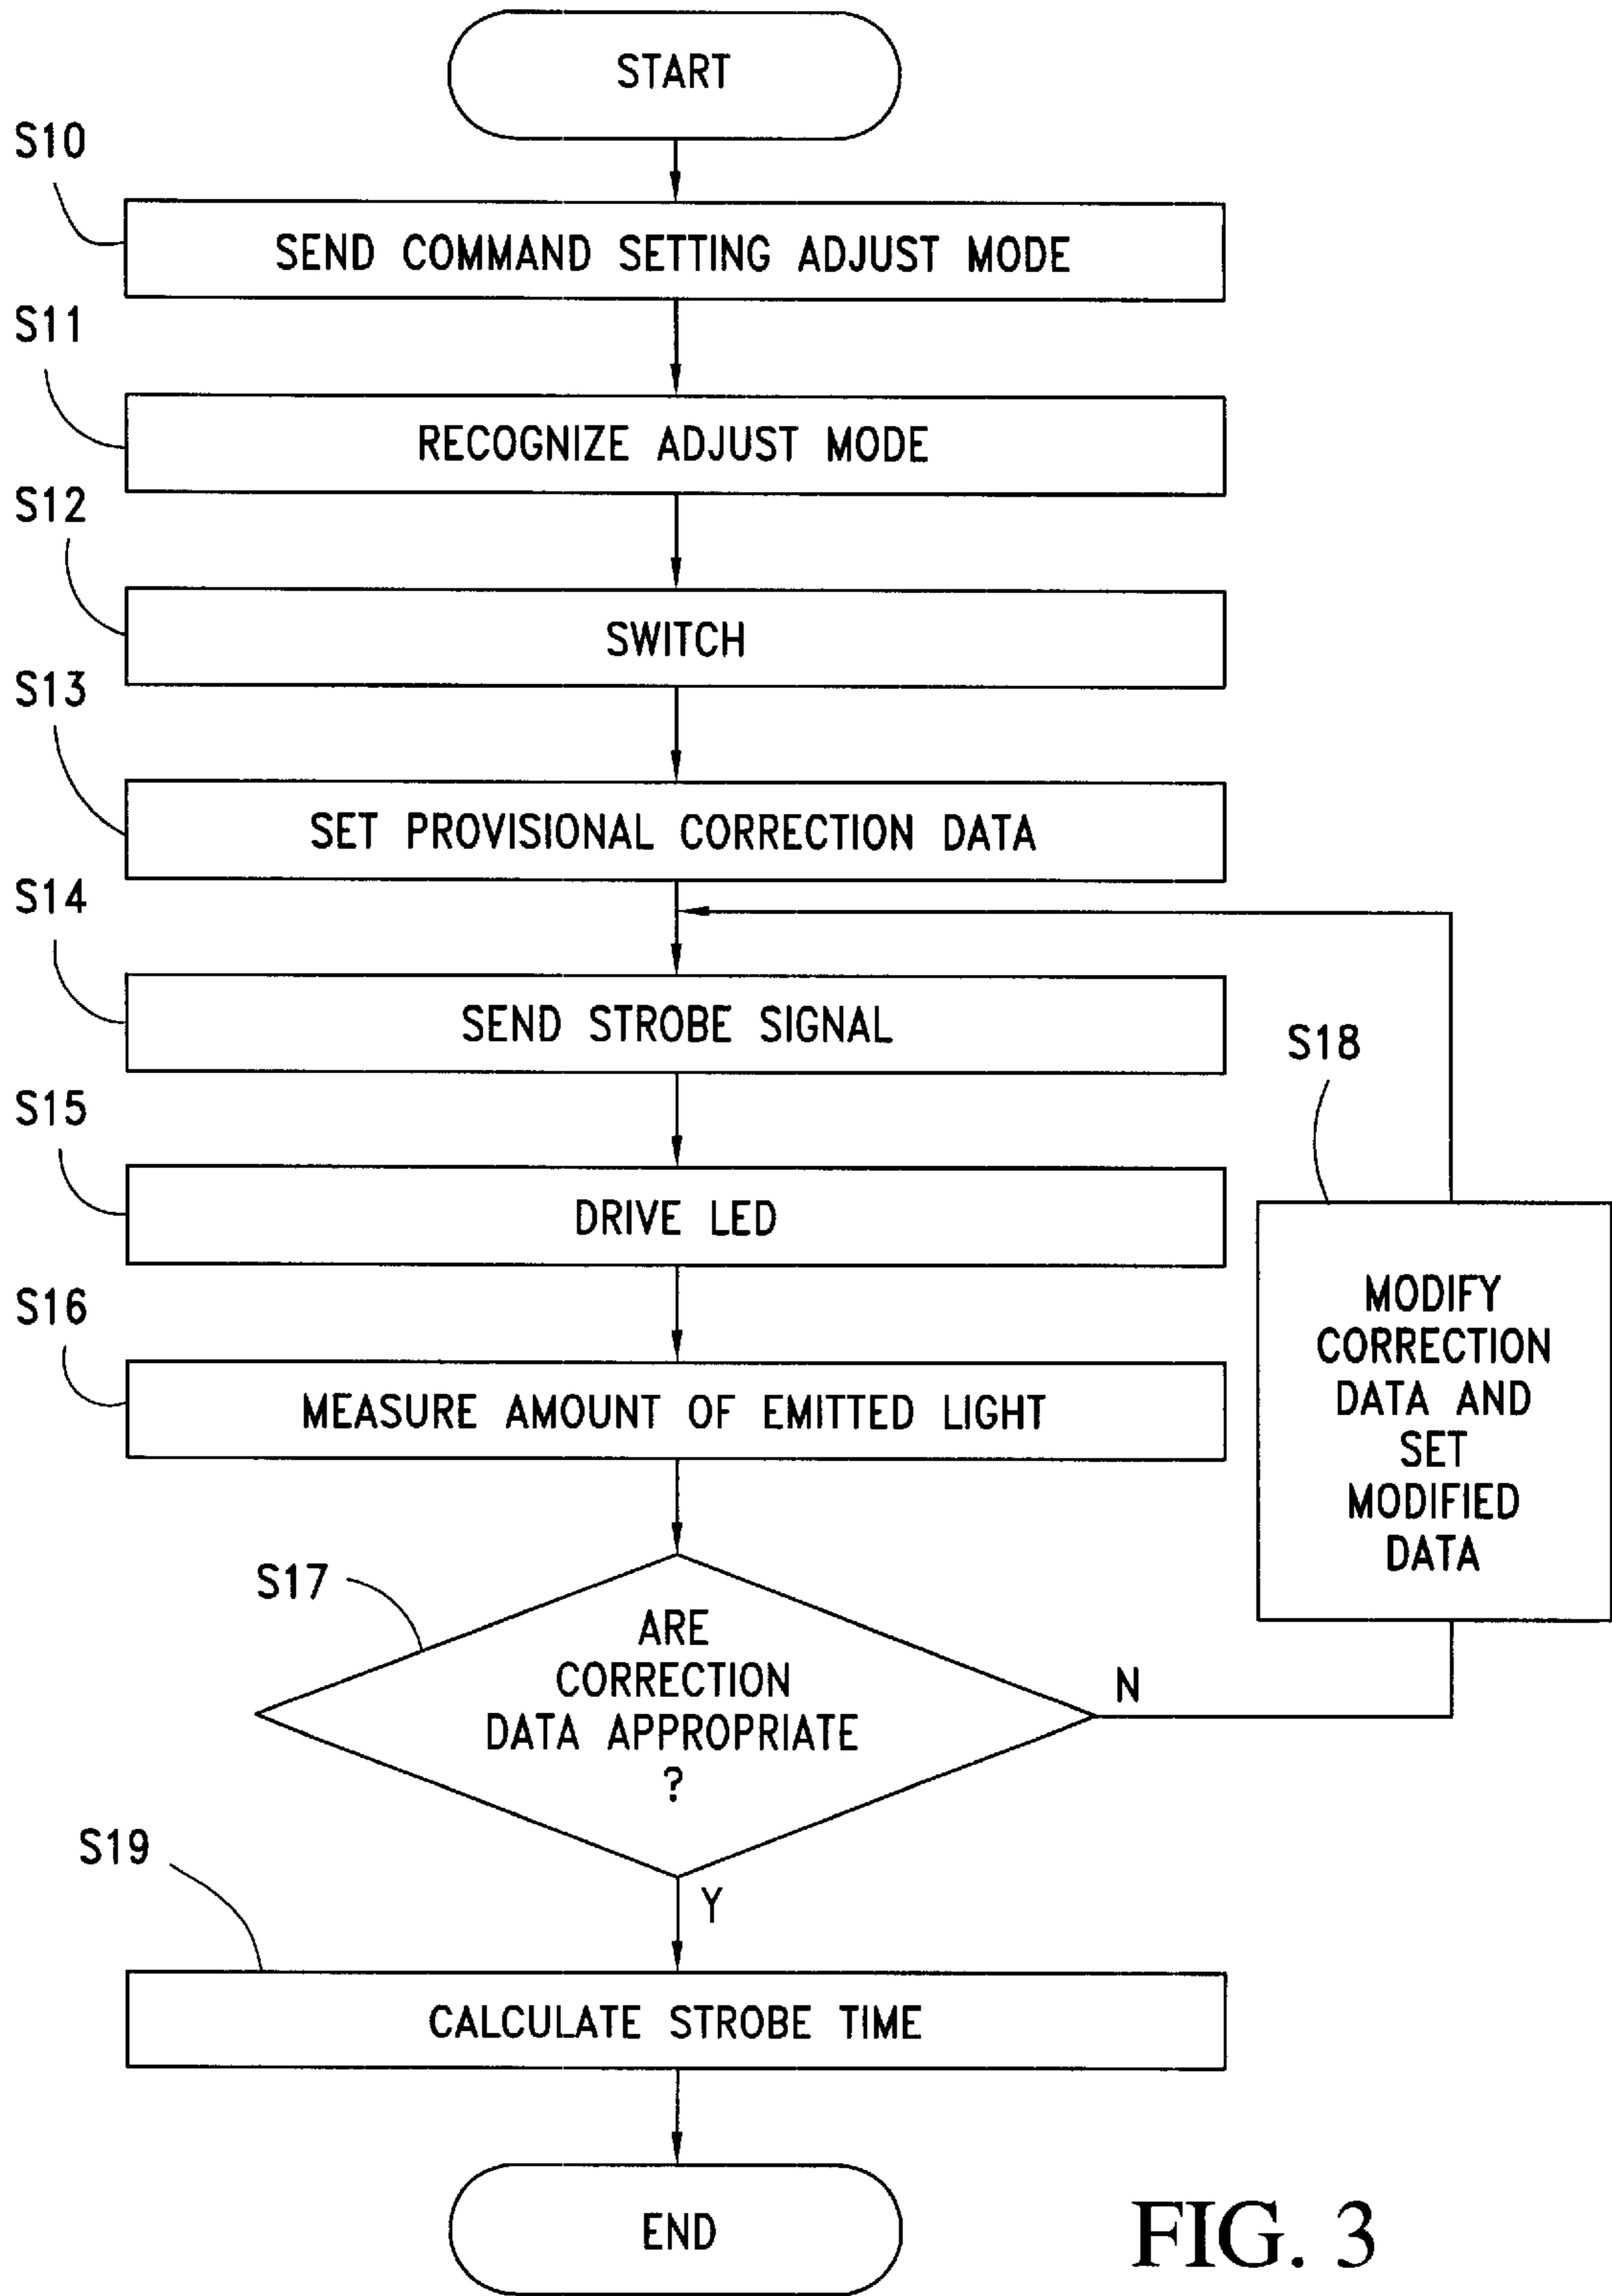 START
S10
SEND COMMAND SETTING ADJUST MODE
S11
RECOGNIZE ADJUST MODE
S12
SWITCH
S13
SET PROVISIONAL CORRECTION DATA
S14
SEND STROBE SIGNAL
S15
DRIVE LED
S16
MEASURE AMOUNT OF EMITTED LIGHT
S17
ARE
CORRECTION
DATA APPROPRIATE
?
N
S18
MODIFY
CORRECTION
DATA AND
SET
MODIFIED
DATA
Y
S19
CALCULATE STROBE TIME
END
FIG. 3